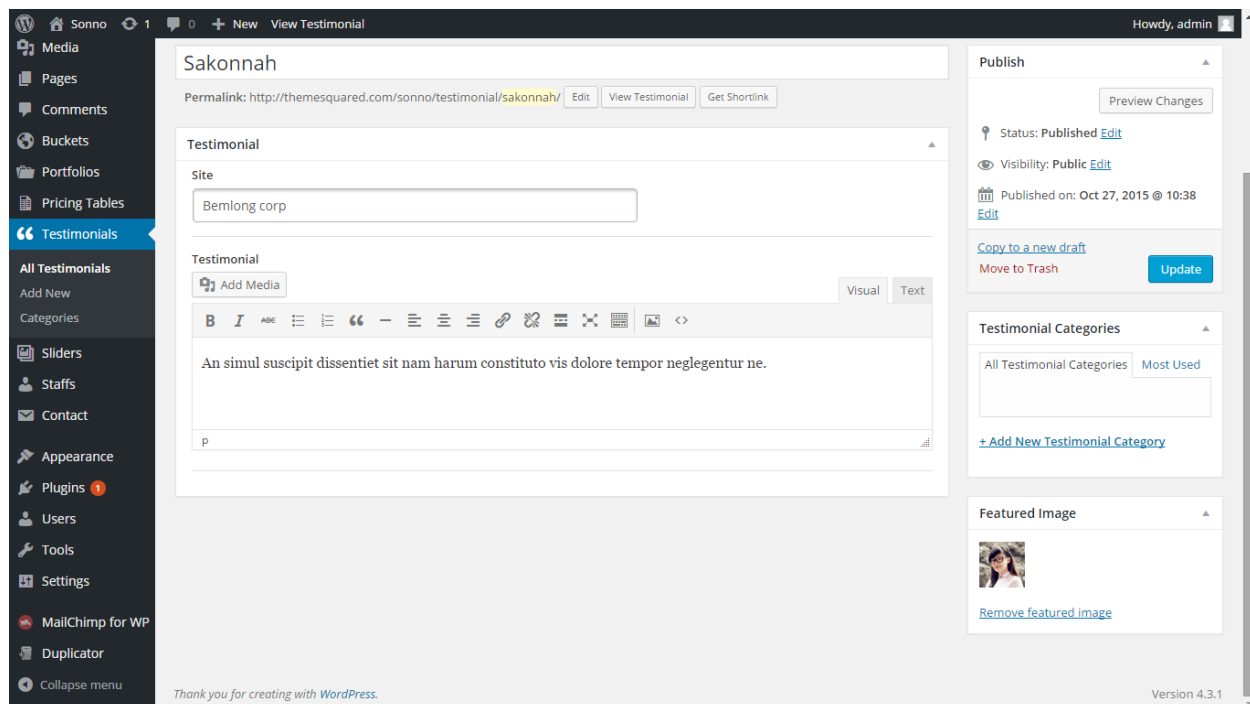 Sonno 1 0 New View Testimonial Howdy, admin
Media
Pages
Comments
Buckets
Portfolios
Pricing Tables
Testimonials
All Testimonials
Add New
Categories
Sliders
Staffs
Contact
Appearance
Plugins 1
Users
Tools
Settings
MailChimp for WP
Duplicator
Collapse menu
Sakonnah
Permalink: http://themesquared.com/sonno/testimonial/sakonnah/ Edit View Testimonial Get Shortlink
Testimonial
Site
Bemlong corp
Testimonial
Add Media
Visual Text
B I ABC
An simul suscipit dissentiet sit nam harum constituto vis dolore tempor neglegentur ne.
p
Publish
Preview Changes
Status: Published Edit
Visibility: Public Edit
Published on: Oct 27, 2015 @ 10:38
Edit
Copy to a new draft
Move to Trash Update
Testimonial Categories
All Testimonial Categories Most Used
+ Add New Testimonial Category
Featured Image
Remove featured image
Thank you for creating with WordPress. Version 4.3.1